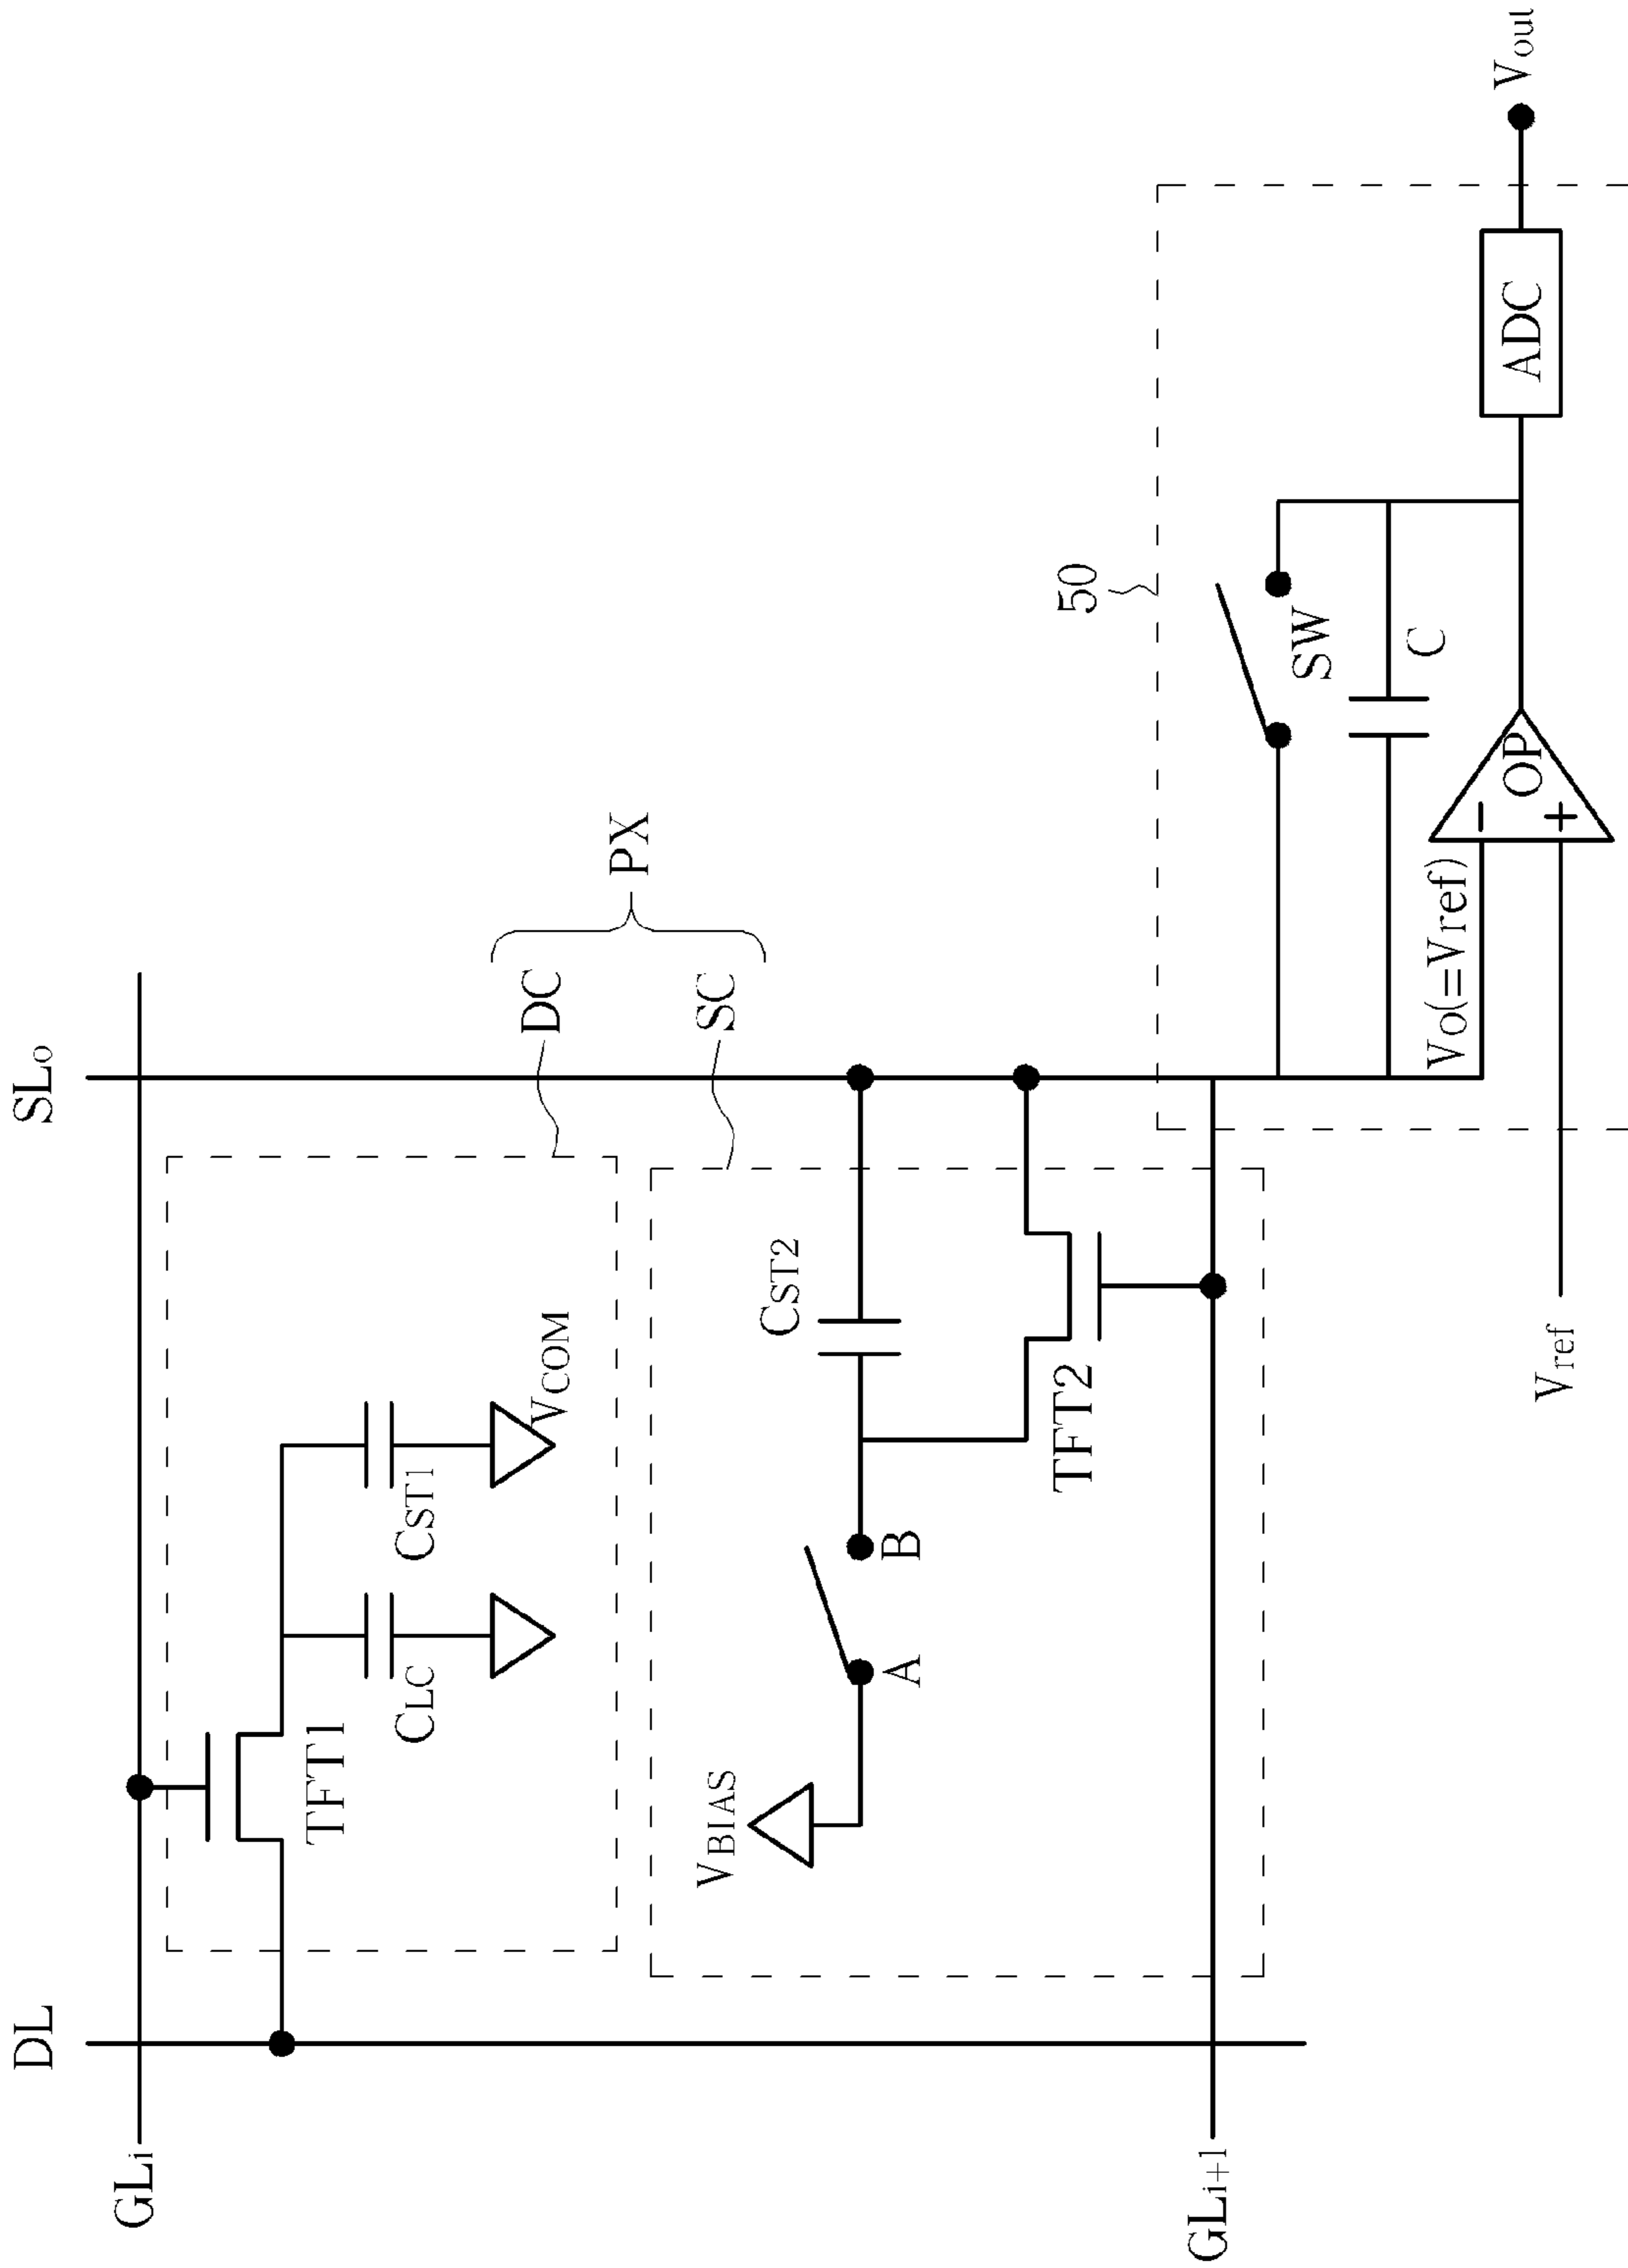 DL
SLo
GLi
TFT1
CLC
CST1
VCOM
DC
SC
PX
VBIAS
A
B
CST2
TFT2
GLi+1
50
SW
C
Vo(=Vref)
OP
−
+
ADC
Vout
Vref